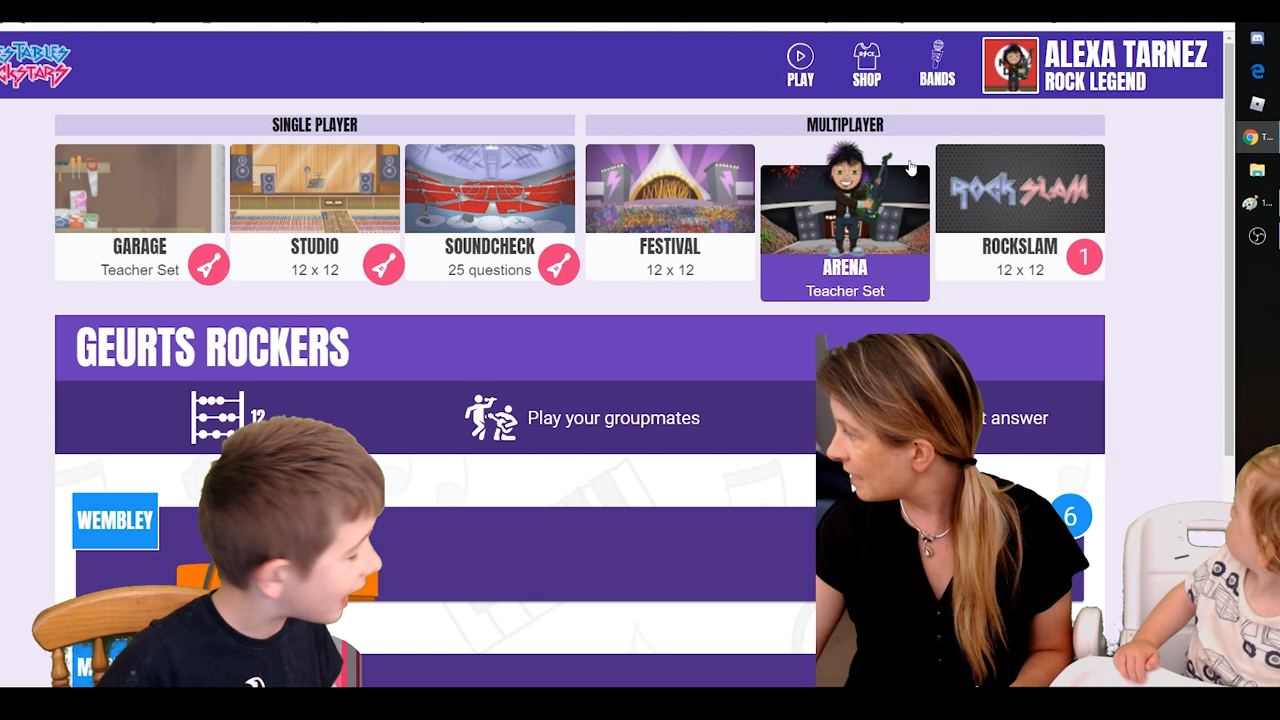 PLAY
SHOP
BANDS
ALEXA TARNEZ
ROCK LEGEND
SINGLE PLAYER
MULTIPLAYER
GARAGE
Teacher Set
STUDIO
12 x 12
SOUNDCHECK
25 questions
FESTIVAL
12 x 12
ARENA
Teacher Set
ROCK SLAM
ROCKSLAM
12 x 12
1
GEURTS ROCKERS
12
Play your groupmates
answer
WEMBLEY
6